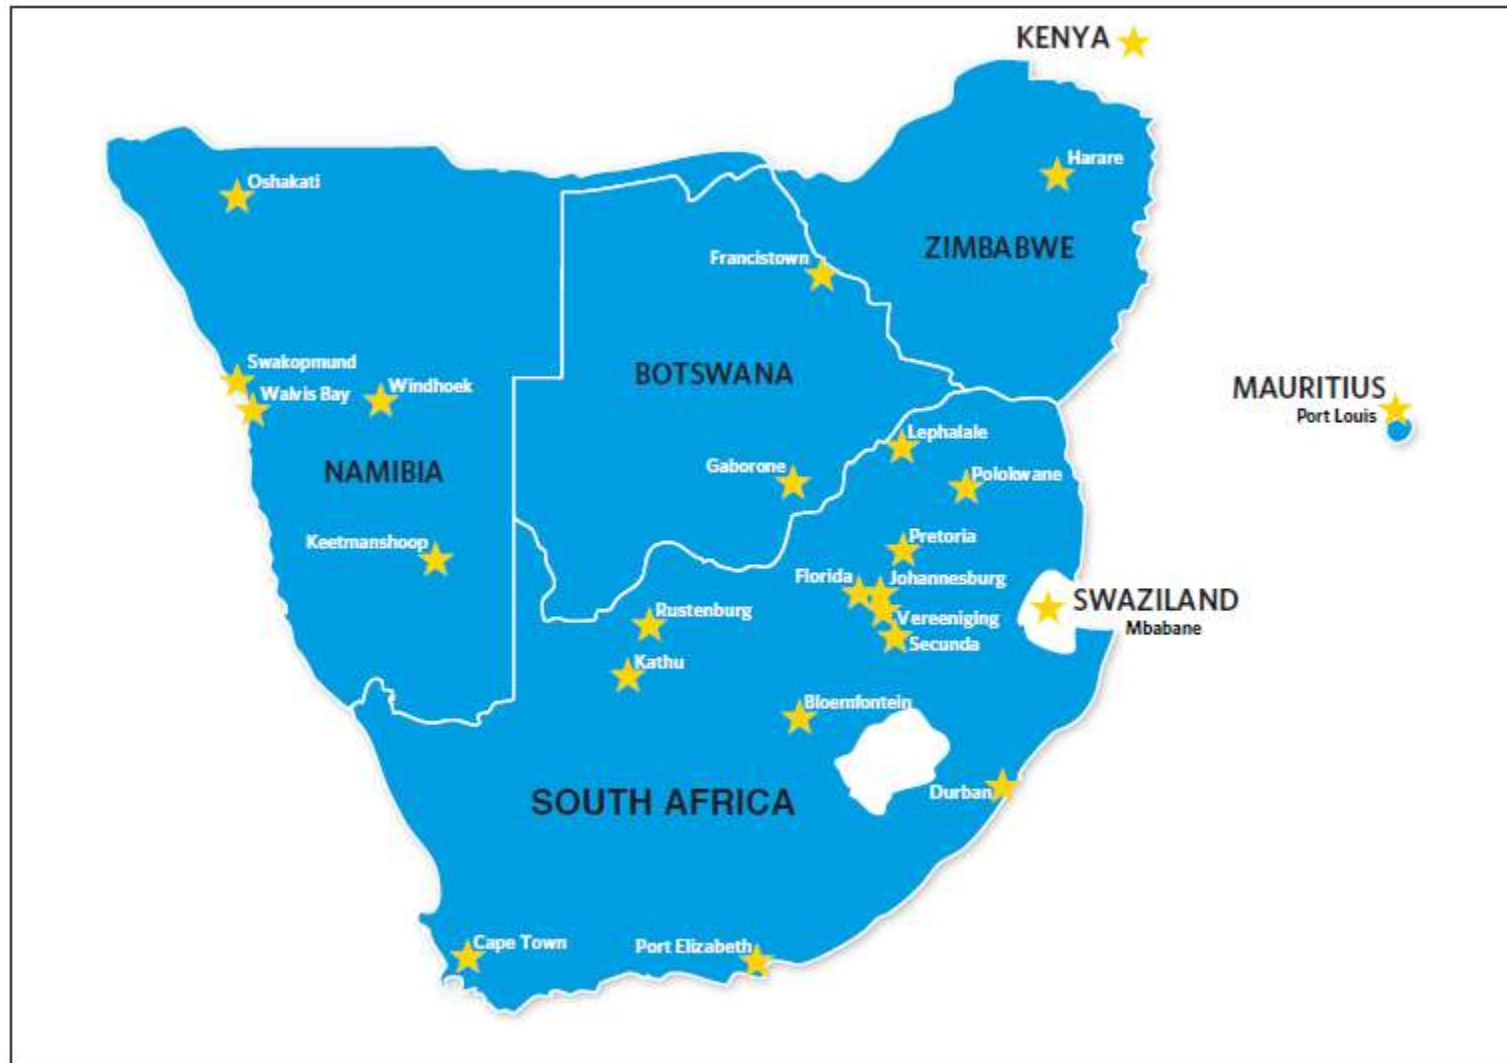 KENYA
Harare
Oshakati
ZIMBABWE
Francistown
Swakopmund
Walvis Bay
Windhoek
BOTSWANA
MAURITIUS
Port Louis
Lephalale
Gaborone
Polokwane
NAMIBIA
Keetmanshoop
Pretoria
Florida
Johannesburg
SWAZILAND
Mbabane
Rustenburg
Vereeniging
Secunda
Kathu
Bloemfontein
Durban
SOUTH AFRICA
Cape Town
Port Elizabeth